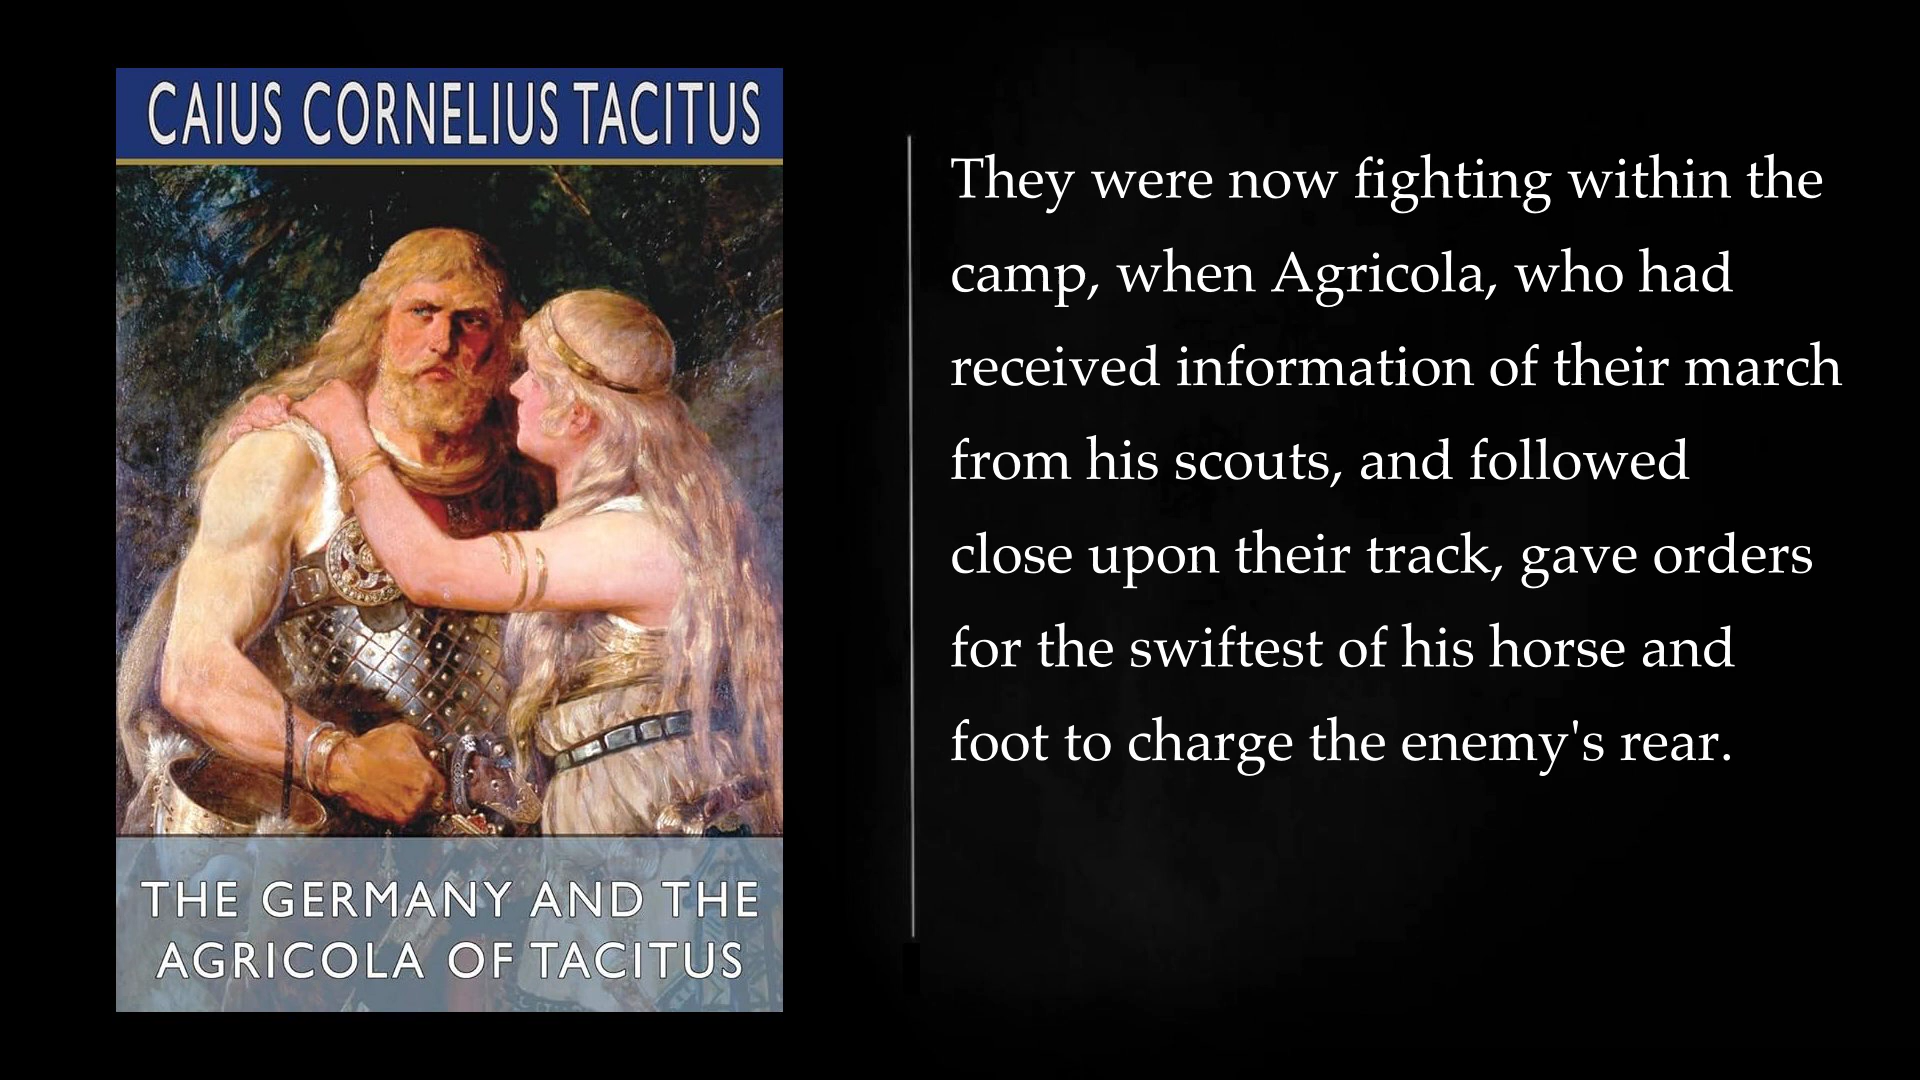 CAIUS CORNELIUS TACITUS
THE GERMANY AND THE
AGRICOLA OF TACITUS
They were now fighting within the
camp, when Agricola, who had
received information of their march
from his scouts, and followed
close upon their track, gave orders
for the swiftest of his horse and
foot to charge the enemy's rear.